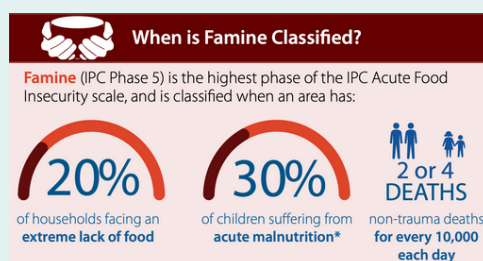 When is Famine Classified?
Famine (IPC Phase 5) is the highest phase of the IPC Acute Food
Insecurity scale, and is classified when an area has:
20%
of households facing an
extreme lack of food
30%
of children suffering from
acute malnutrition*
2 or 4
DEATHS
non-trauma deaths
for every 10,000
each day